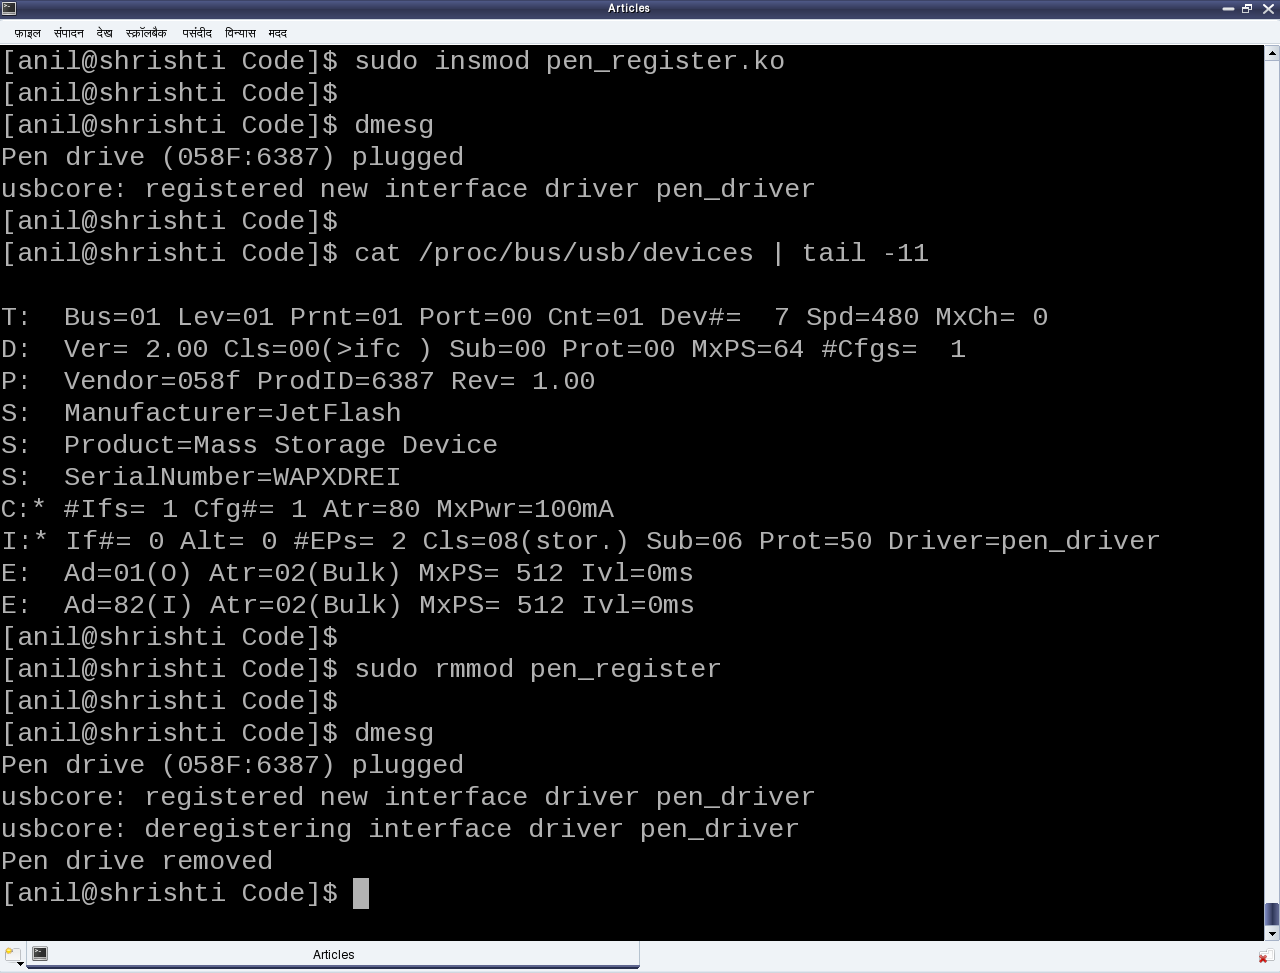 Articles
फ़ाइल संपादन देख स्क्रॉलबैक पसंदीद विन्यास मदद
[anil@shrishti Code]$ sudo insmod pen_register.ko
[anil@shrishti Code]$
[anil@shrishti Code]$ dmesg
Pen drive (058F:6387) plugged
usbcore: registered new interface driver pen_driver
[anil@shrishti Code]$
[anil@shrishti Code]$ cat /proc/bus/usb/devices | tail -11
T:  Bus=01 Lev=01 Prnt=01 Port=00 Cnt=01 Dev#=  7 Spd=480 MxCh= 0
D:  Ver= 2.00 Cls=00(>ifc ) Sub=00 Prot=00 MxPS=64 #Cfgs=  1
P:  Vendor=058f ProdID=6387 Rev= 1.00
S:  Manufacturer=JetFlash
S:  Product=Mass Storage Device
S:  SerialNumber=WAPXDREI
C:* #Ifs= 1 Cfg#= 1 Atr=80 MxPwr=100mA
I:* If#= 0 Alt= 0 #EPs= 2 Cls=08(stor.) Sub=06 Prot=50 Driver=pen_driver
E:  Ad=01(O) Atr=02(Bulk) MxPS= 512 Ivl=0ms
E:  Ad=82(I) Atr=02(Bulk) MxPS= 512 Ivl=0ms
[anil@shrishti Code]$
[anil@shrishti Code]$ sudo rmmod pen_register
[anil@shrishti Code]$
[anil@shrishti Code]$ dmesg
Pen drive (058F:6387) plugged
usbcore: registered new interface driver pen_driver
usbcore: deregistering interface driver pen_driver
Pen drive removed
[anil@shrishti Code]$
Articles